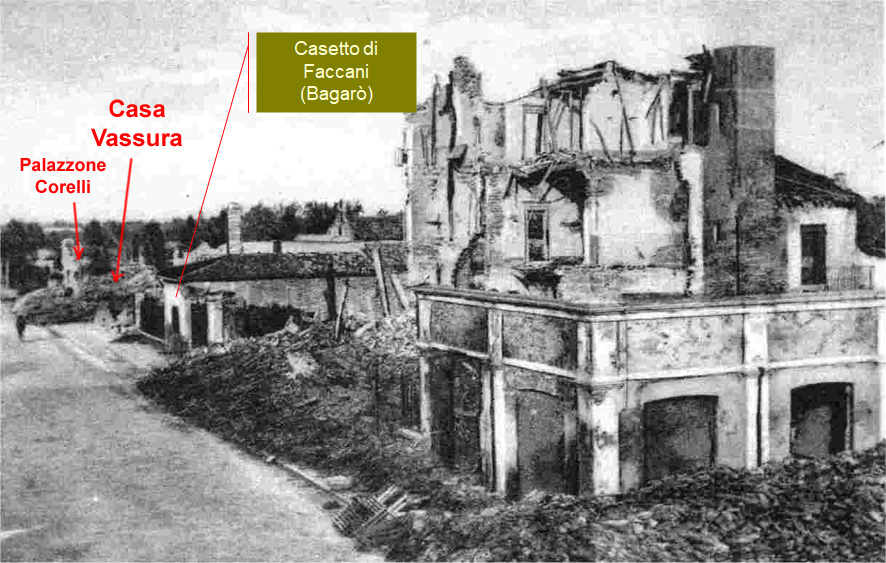 Casetto di
Faccani
(Bagarò)
Casa
Vassura
Palazzone
Corelli